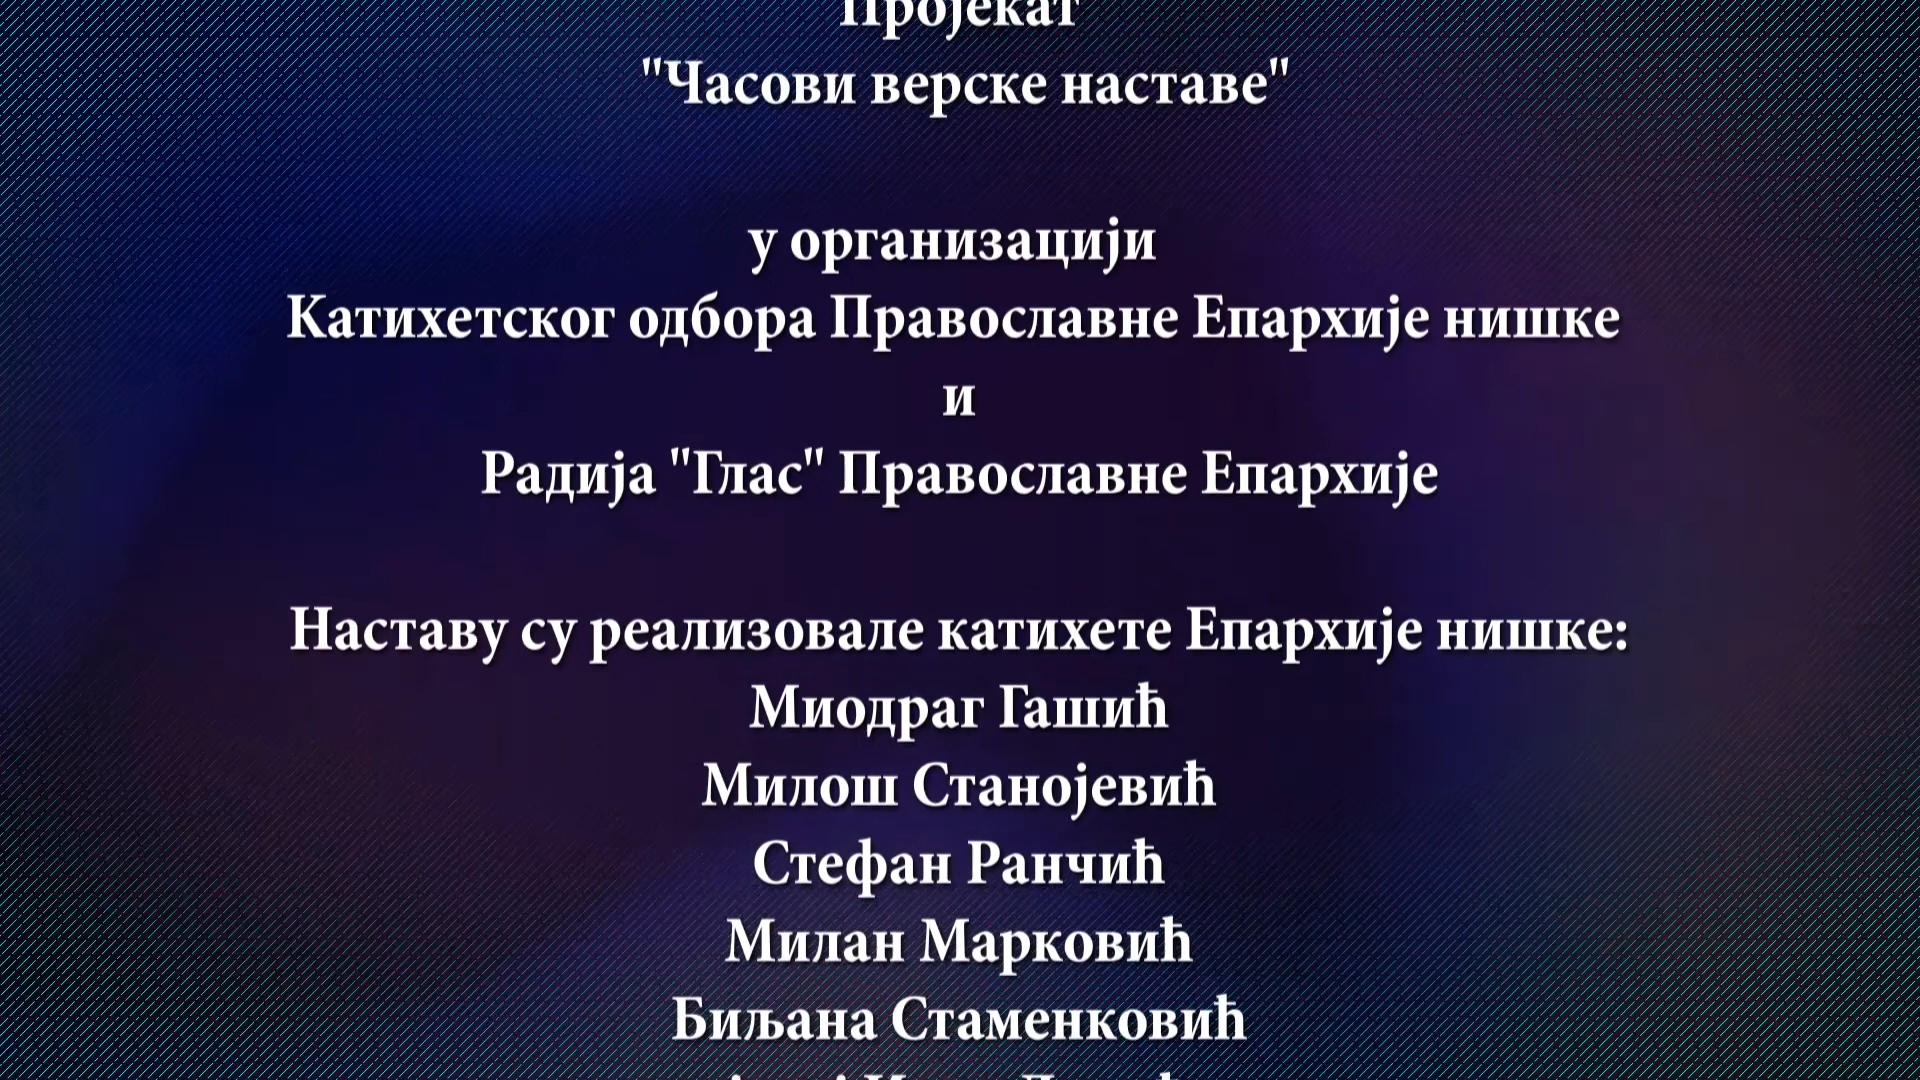 Пројекат
"Часови верске наставе"
у организацији
Катихетског одбора Православне Епархије нишке
и
Радија "Глас" Православне Епархије
Наставу су реализовале катихете Епархије нишке:
Миодраг Гашић
Милош Станојевић
Стефан Ранчић
Милан Марковић
Биљана Стаменковић